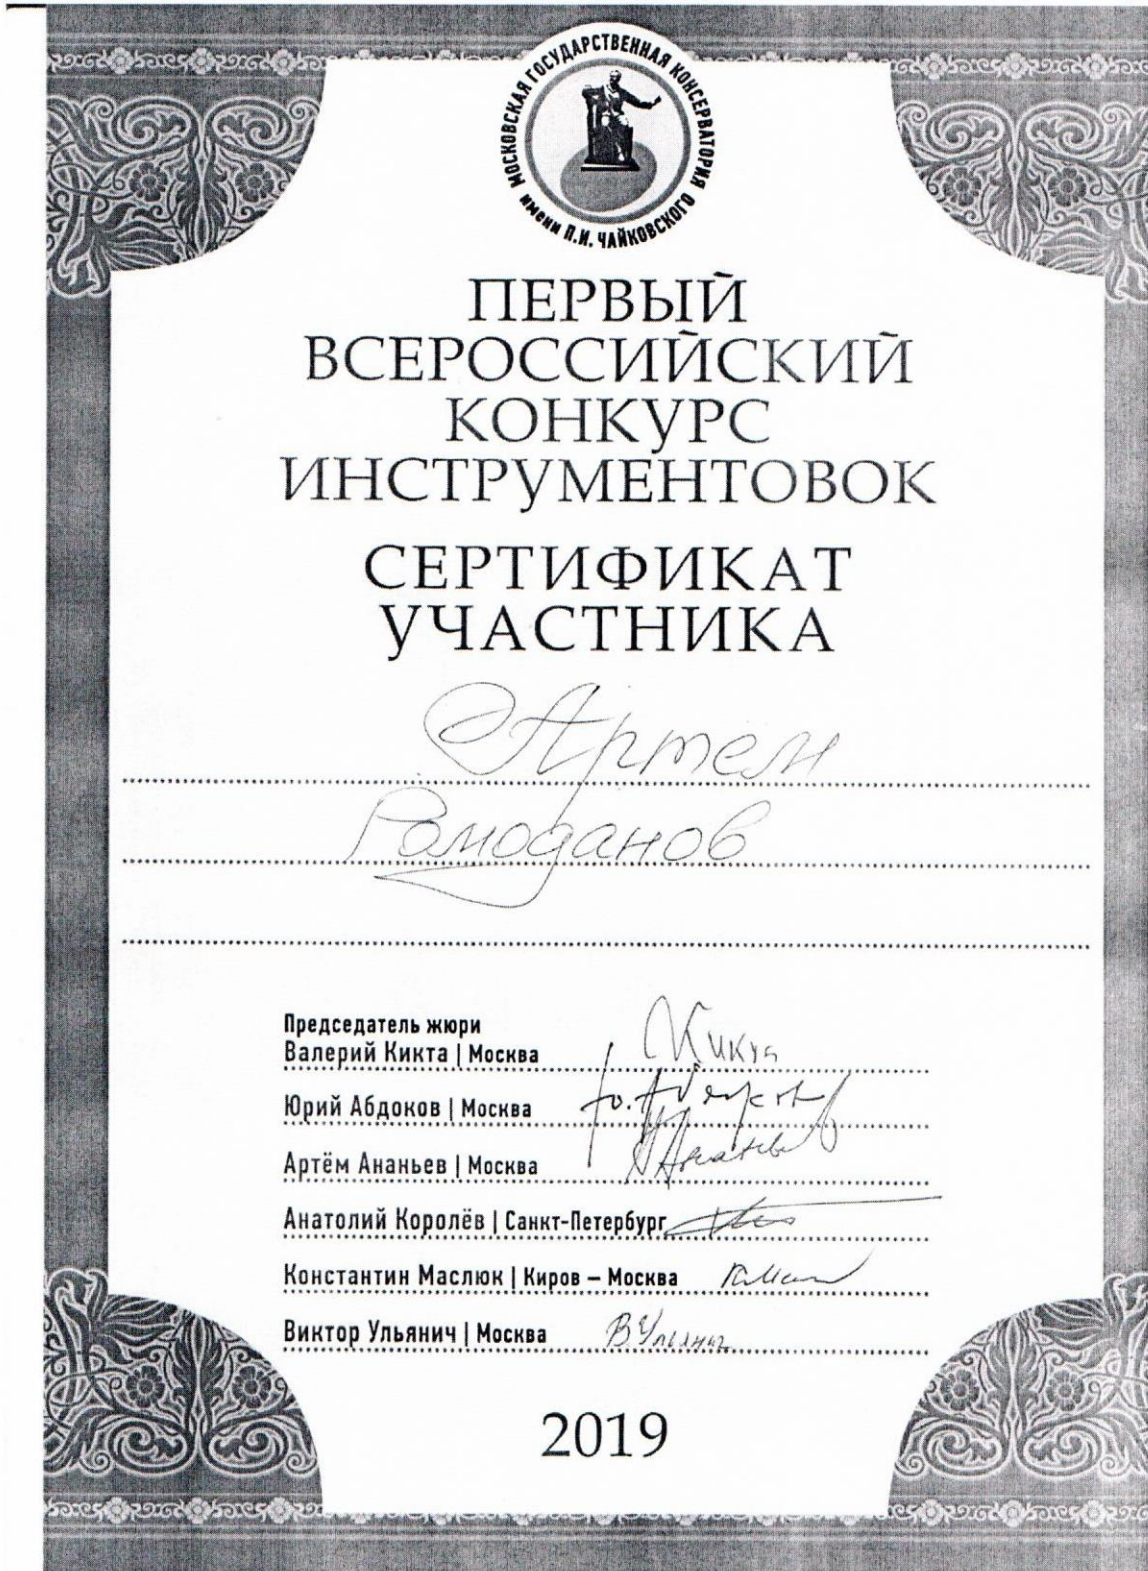 МОСКОВСКАЯ ГОСУДАРСТВЕННАЯ КОНСЕРВАТОРИЯ
имени П.И. ЧАЙКОВСКОГО
ПЕРВЫЙ
ВСЕРОССИЙСКИЙ
КОНКУРС
ИНСТРУМЕНТОВОК
СЕРТИФИКАТ
УЧАСТНИКА
Артем
Ромоданов
Председатель жюри
Валерий Кикта | Москва Кикта
Юрий Абдоков | Москва
Артём Ананьев | Москва
Анатолий Королёв | Санкт-Петербург
Константин Маслюк | Киров – Москва
Виктор Ульянич | Москва В.Ульянич
2019